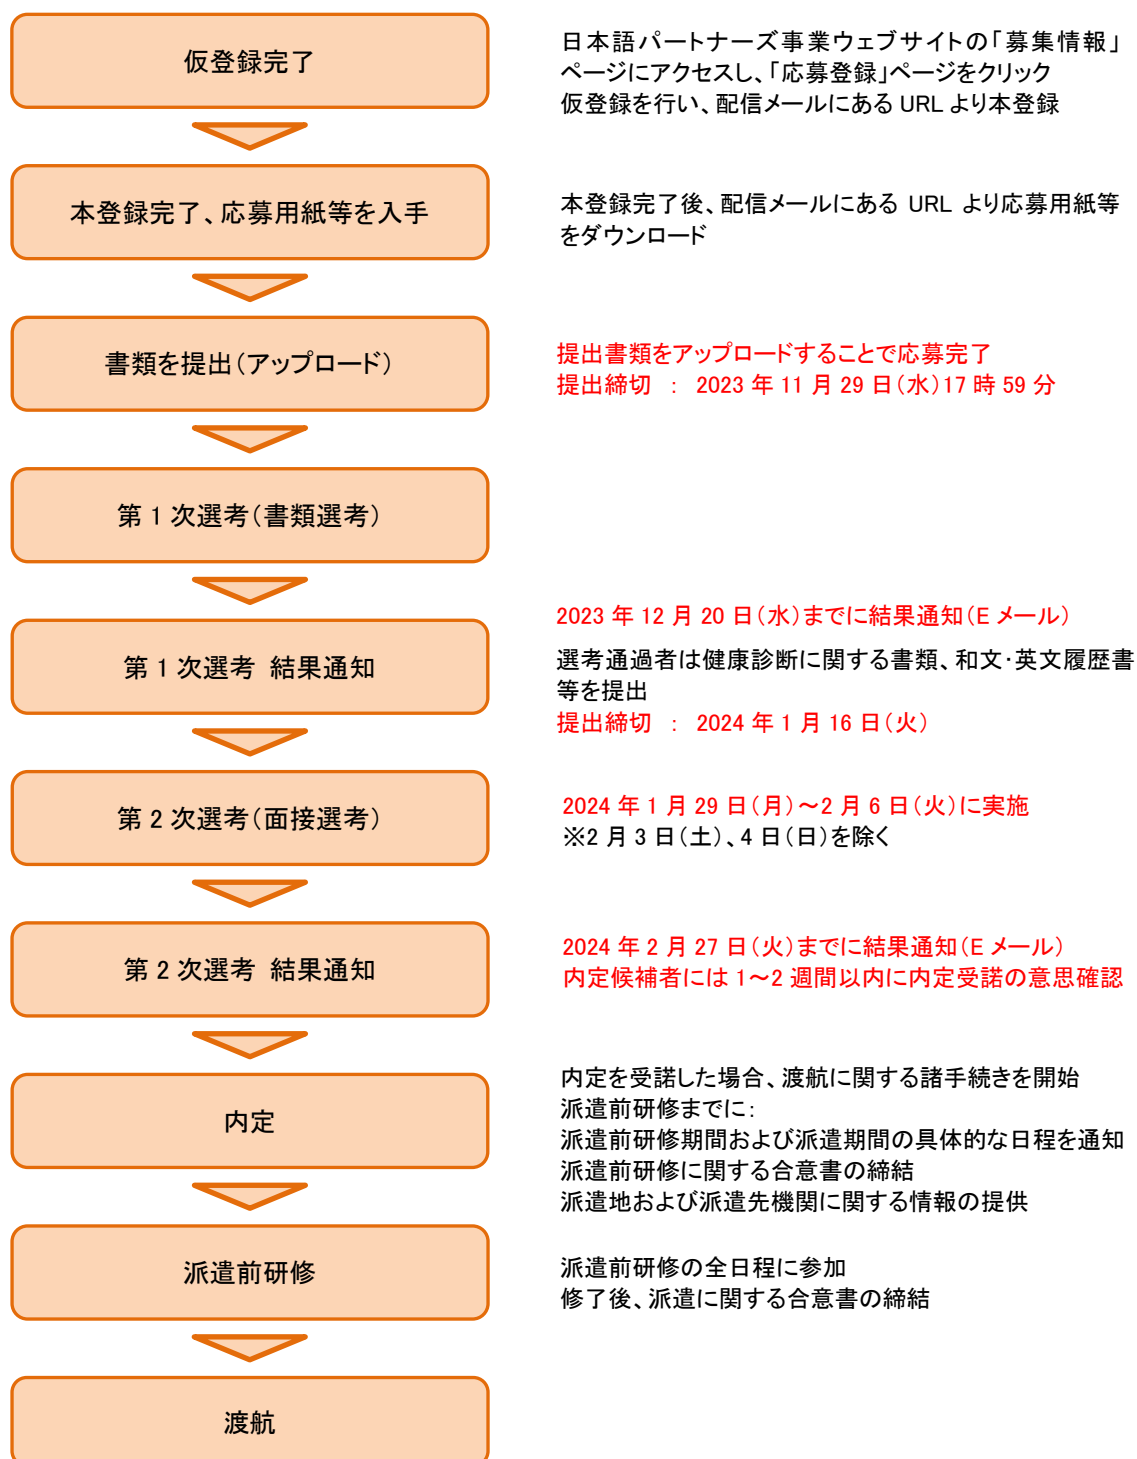 仮登録完了
日本語パートナーズ事業ウェブサイトの「募集情報」
ページにアクセスし、「応募登録」ページをクリック
仮登録を行い、配信メールにある URL より本登録
本登録完了、応募用紙等を入手
本登録完了後、配信メールにある URL より応募用紙等
をダウンロード
書類を提出（アップロード）
提出書類をアップロードすることで応募完了
提出締切 ： 2023 年 11 月 29 日（水）17 時 59 分
第 1 次選考（書類選考）
第 1 次選考 結果通知
2023 年 12 月 20 日（水）までに結果通知（E メール）
選考通過者は健康診断に関する書類、和文・英文履歴書
等を提出
提出締切 ： 2024 年 1 月 16 日（火）
第 2 次選考（面接選考）
2024 年 1 月 29 日（月）～2 月 6 日（火）に実施
※2 月 3 日（土）、4 日（日）を除く
第 2 次選考 結果通知
2024 年 2 月 27 日（火）までに結果通知（E メール）
内定候補者には 1～2 週間以内に内定受諾の意思確認
内定
内定を受諾した場合、渡航に関する諸手続きを開始
派遣前研修までに：
派遣前研修期間および派遣期間の具体的な日程を通知
派遣前研修に関する合意書の締結
派遣地および派遣先機関に関する情報の提供
派遣前研修
派遣前研修の全日程に参加
修了後、派遣に関する合意書の締結
渡航